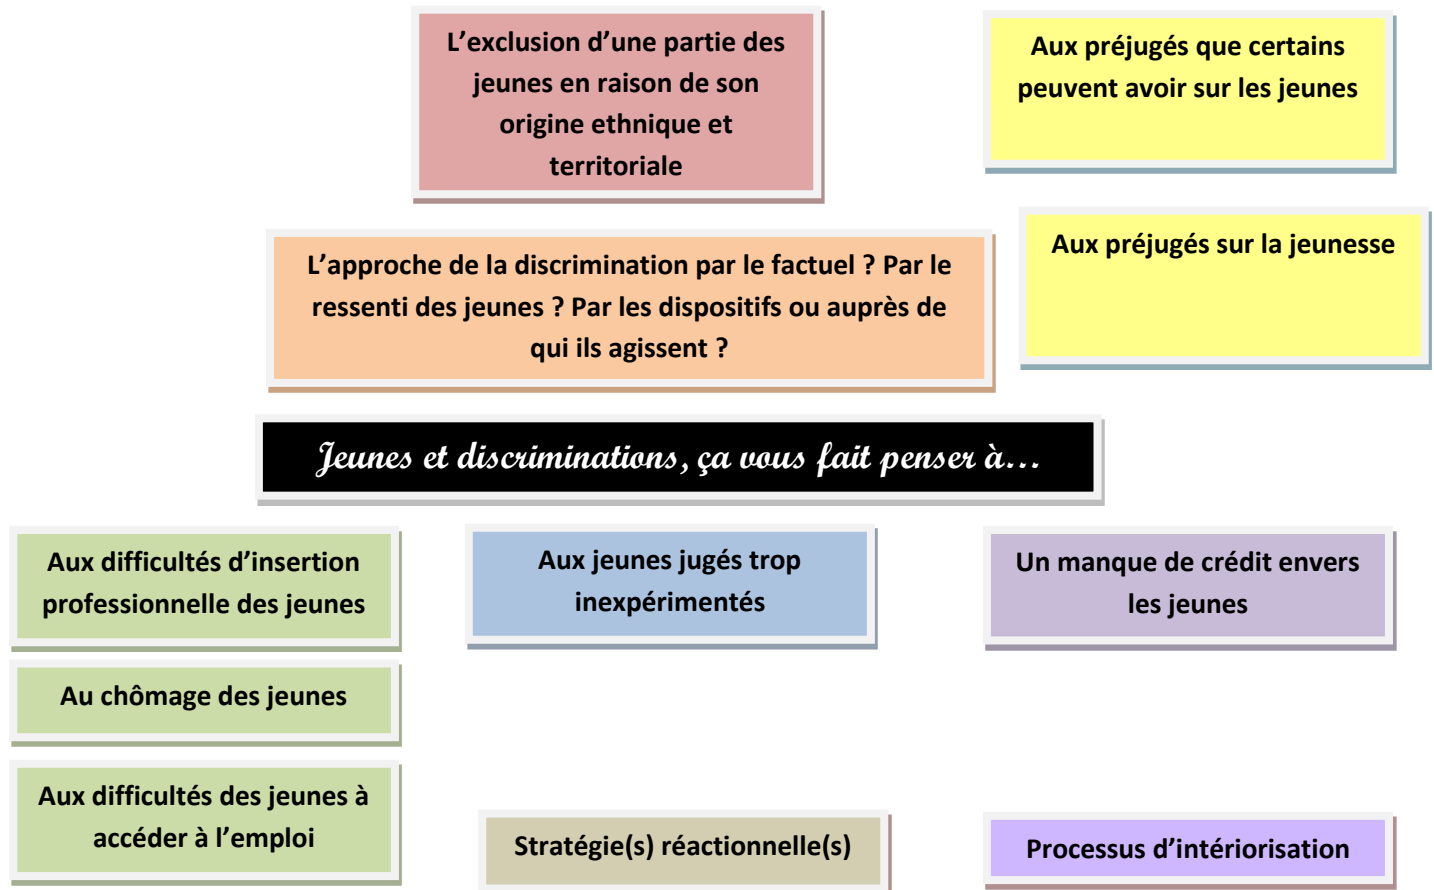 L’exclusion d’une partie des
jeunes en raison de son
origine ethnique et
territoriale
Aux préjugés que certains
peuvent avoir sur les jeunes
Aux préjugés sur la jeunesse
L’approche de la discrimination par le factuel ? Par le
ressenti des jeunes ? Par les dispositifs ou auprès de
qui ils agissent ?
Jeunes et discriminations, ça vous fait penser à…
Aux difficultés d’insertion
professionnelle des jeunes
Aux jeunes jugés trop
inexpérimentés
Un manque de crédit envers
les jeunes
Au chômage des jeunes
Aux difficultés des jeunes à
accéder à l’emploi
Stratégie(s) réactionnelle(s)
Processus d’intériorisation